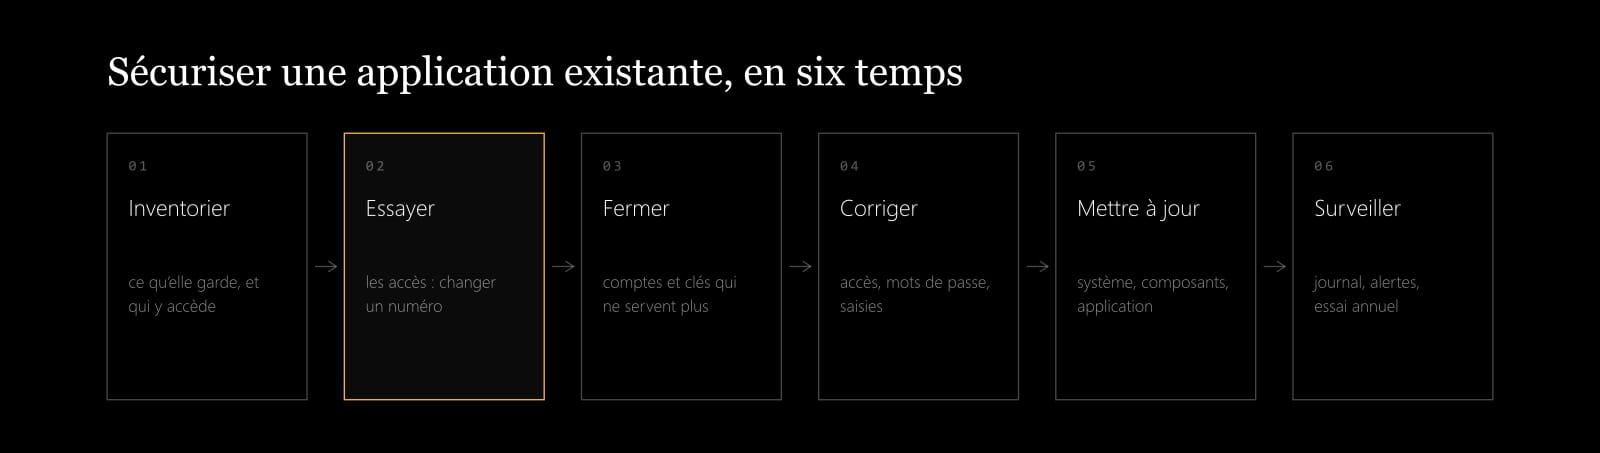 Sécuriser une application existante, en six temps
01
Inventorier
ce qu’elle garde, et
qui y accède
02
Essayer
les accès : changer
un numéro
03
Fermer
comptes et clés qui
ne servent plus
04
Corriger
accès, mots de passe,
saisies
05
Mettre à jour
système, composants,
application
06
Surveiller
journal, alertes,
essai annuel